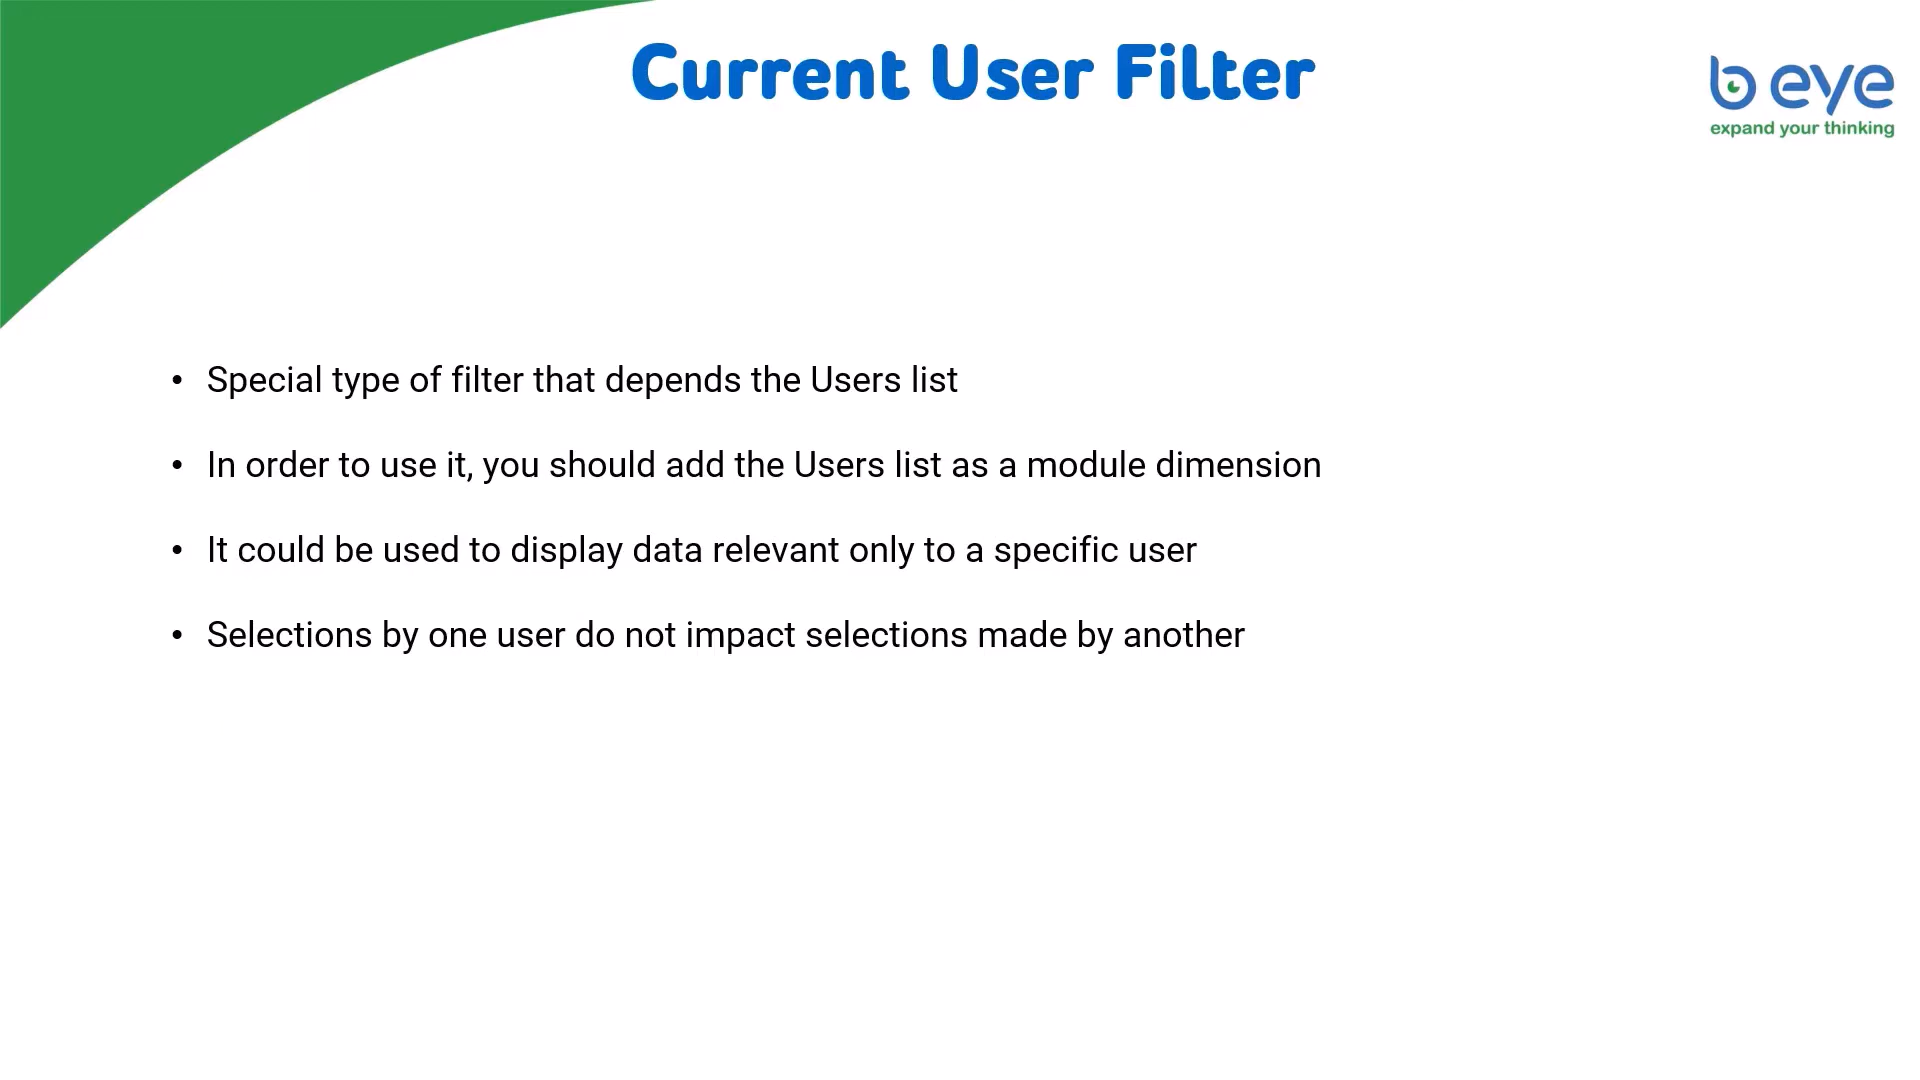 Current User Filter
b eye
expand your thinking
• Special type of filter that depends the Users list
• In order to use it, you should add the Users list as a module dimension
• It could be used to display data relevant only to a specific user
• Selections by one user do not impact selections made by another